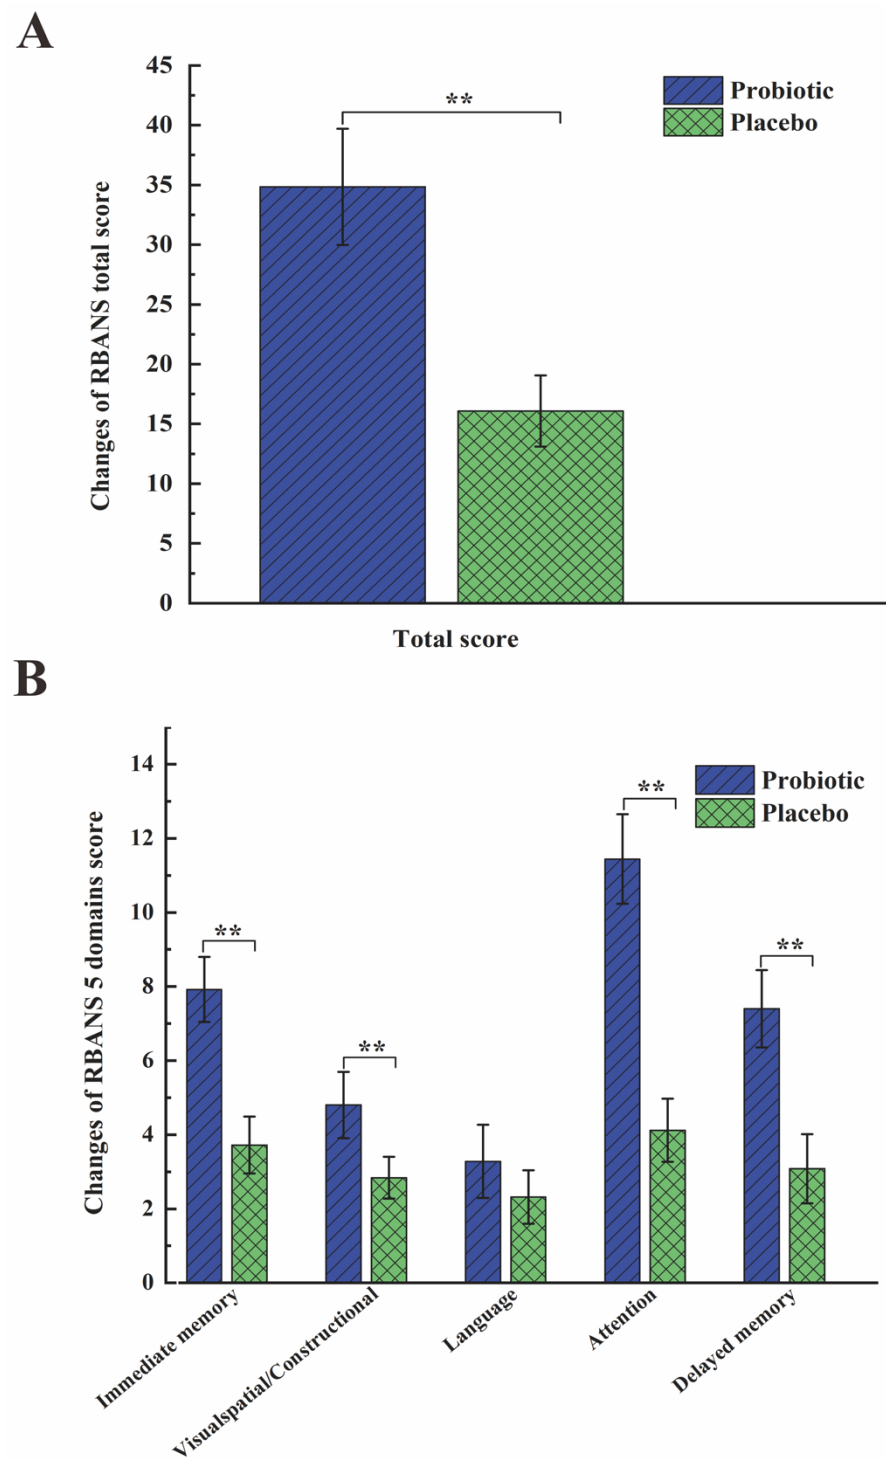 A
45
40
35
30
25
20
15
10
5
0
Changes of RBANS total score
**
Probiotic
Placebo
Total score
B
14
12
10
8
6
4
2
0
Changes of RBANS 5 domains score
Probiotic
Placebo
**
**
**
**
Immediate memory
Visualspatial/Constructional
Language
Attention
Delayed memory